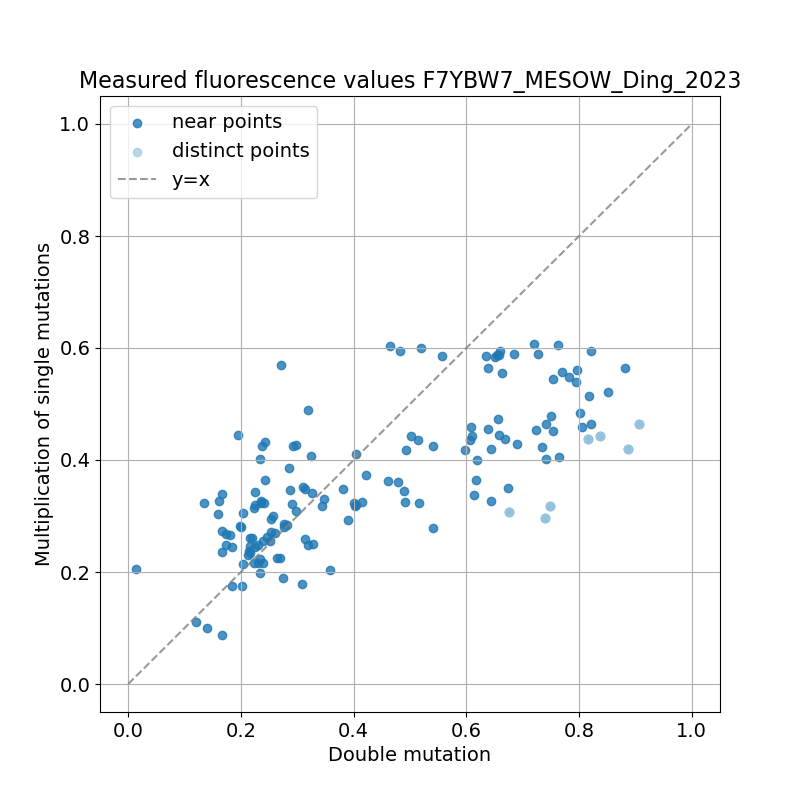 Measured fluorescence values F7YBW7_MESOW_Ding_2023
near points
distinct points
y=x
1.0
0.8
0.6
0.4
0.2
0.0
Multiplication of single mutations
0.0 0.2 0.4 0.6 0.8 1.0
Double mutation